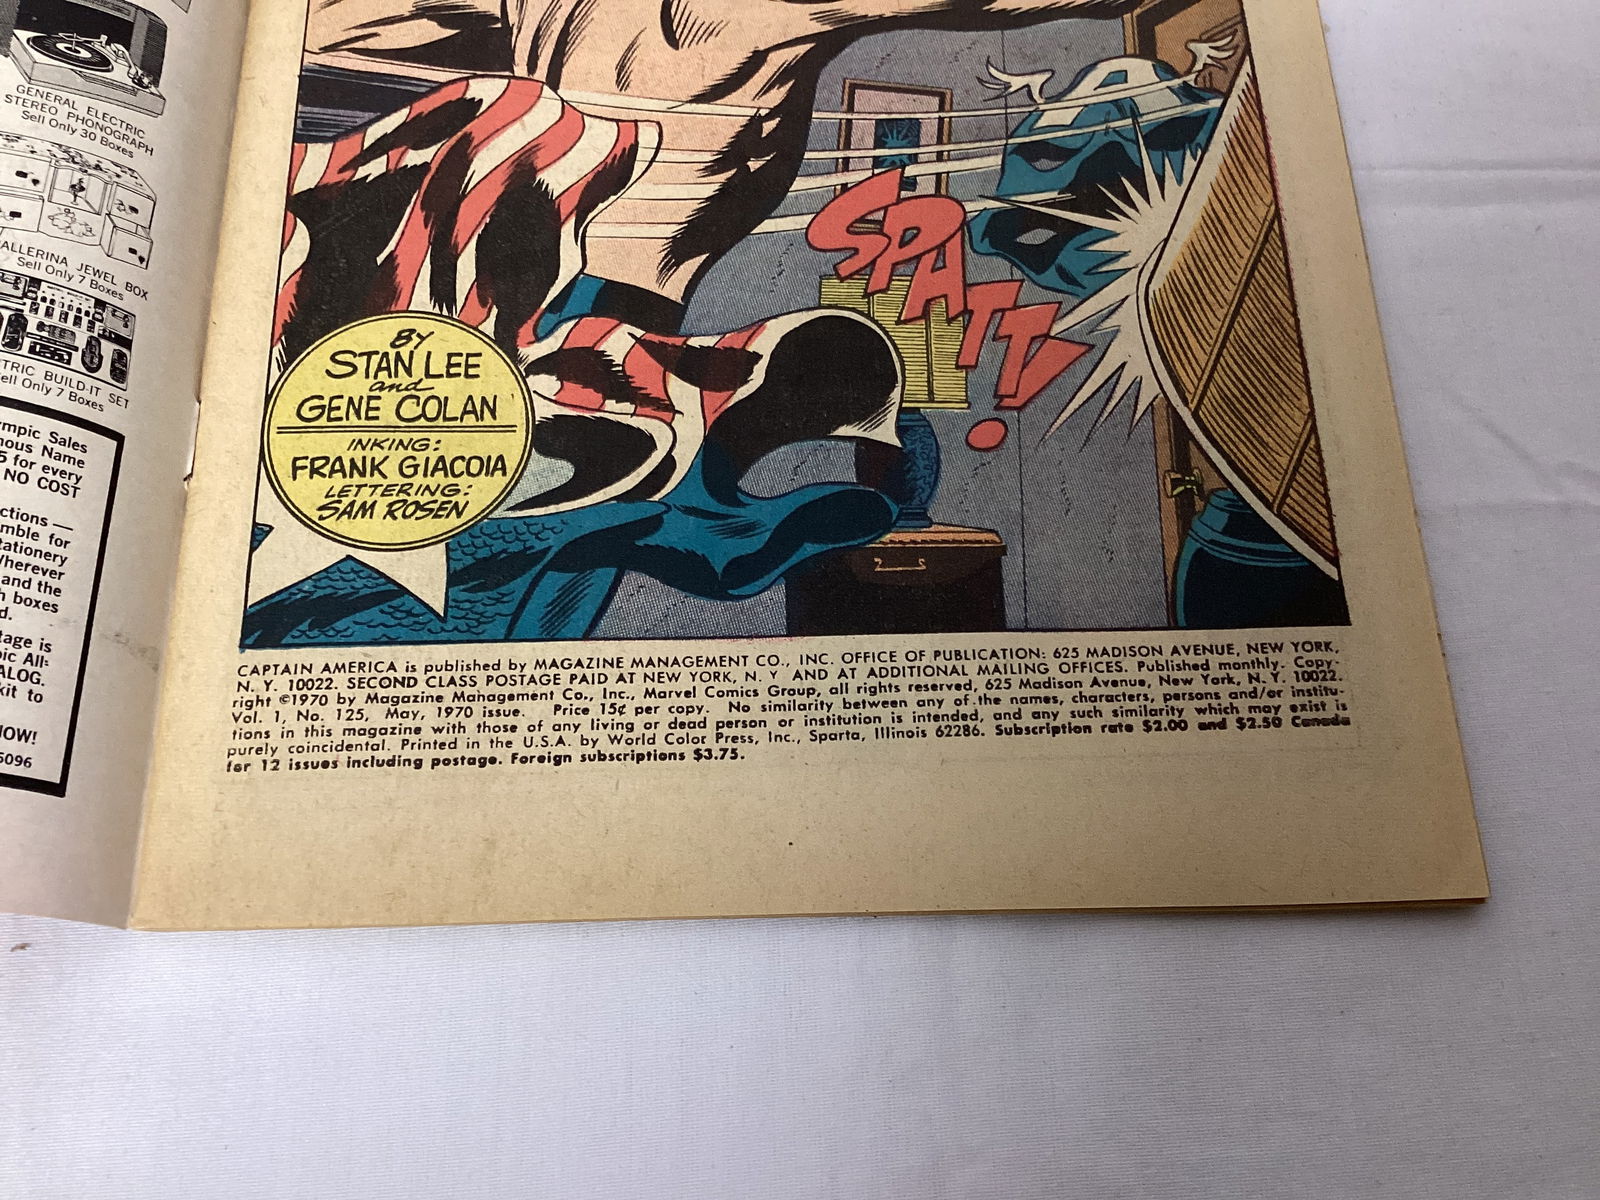 GENERAL ELECTRIC
STEREO PHONOGRAPH
Sell Only 30 Boxes
ALLERINA JEWEL BOX
Sell Only 7 Boxes
TRIC BUILD-IT SET
ell Only 7 Boxes
ympic Sales
nous Name
5 for every
NO COST
ctions —
mble for
tationery
Wherever
and the
h boxes
d.
tage is
pic All-
ALOG.
kit to
NOW!
5096
SPATT!
BY
STAN LEE
and
GENE COLAN
INKING:
FRANK GIACOIA
LETTERING:
SAM ROSEN
A
CAPTAIN AMERICA is published by MAGAZINE MANAGEMENT CO., INC. OFFICE OF PUBLICATION: 625 MADISON AVENUE, NEW YORK,
N. Y. 10022. SECOND CLASS POSTAGE PAID AT NEW YORK, N. Y AND AT ADDITIONAL MAILING OFFICES. Published monthly. Copy-
right ©1970 by Magazine Management Co., Inc., Marvel Comics Group, all rights reserved, 625 Madison Avenue, New York, N. Y. 10022.
Vol. 1, No. 125, May, 1970 issue. Price 15¢ per copy. No similarity between any of the names, characters, persons and/or institu-
tions in this magazine with those of any living or dead person or institution is intended, and any such similarity which may exist is
purely coincidental. Printed in the U.S.A. by World Color Press, Inc., Sparta, Illinois 62286. Subscription rate $2.00 and $2.50 Canada
for 12 issues including postage. Foreign subscriptions $3.75.